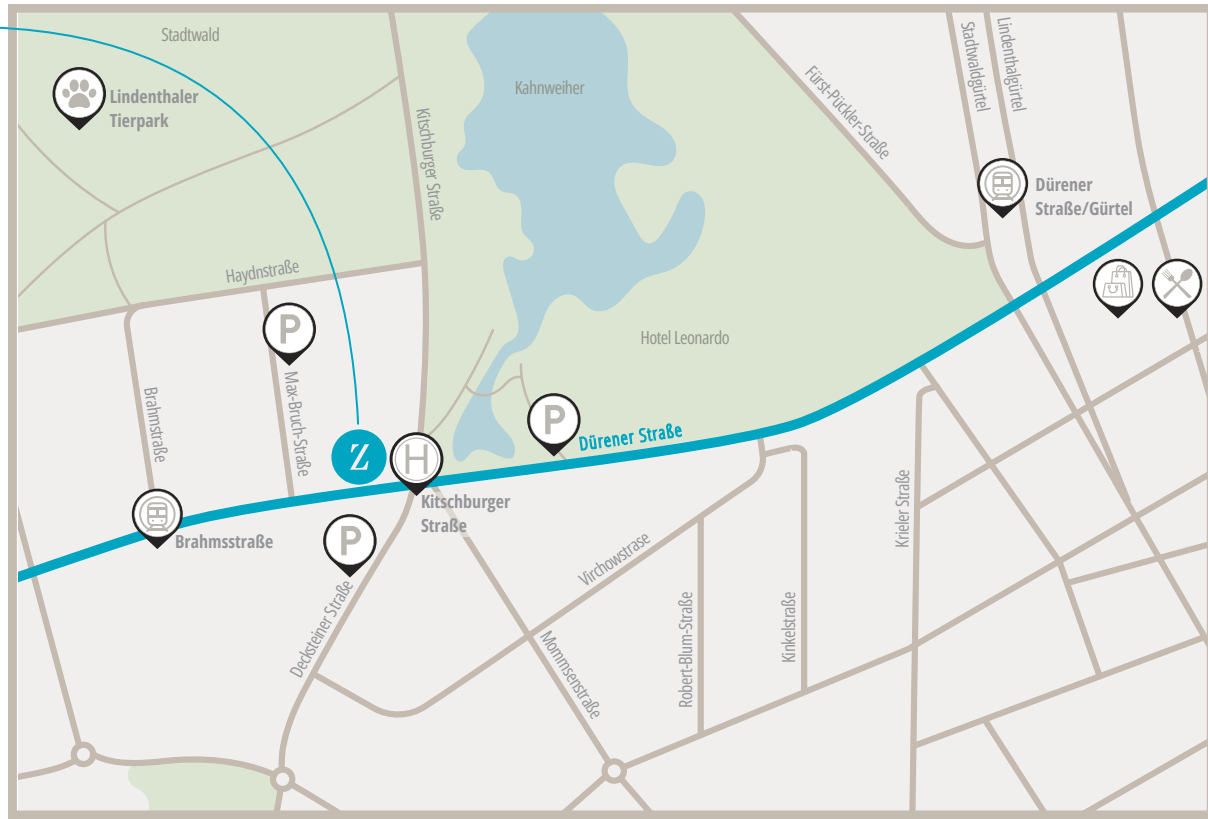 Stadtwald
Lindenthaler
Tierpark
Kitschburger Straße
Kahnweiher
Fürst-Pückler-Straße
Stadtwaldgürtel
Lindenthalgürtel
Dürener
Straße/Gürtel
Haydnstraße
P
Max-Bruch-Straße
Brahmstraße
Hotel Leonardo
P
Dürener Straße
Z
H
Kitschburger
Straße
Brahmsstraße
P
Decksteiner Straße
Virchowstrase
Mommsenstraße
Robert-Blum-Straße
Kinkelstraße
Krieler Straße